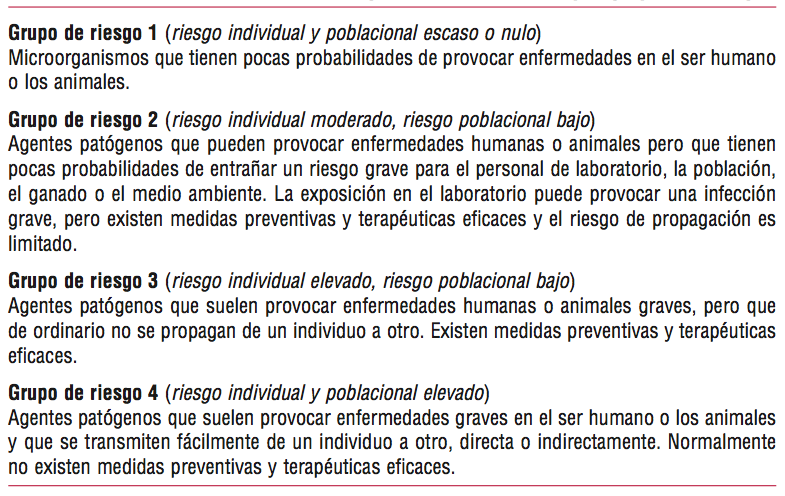 Grupo de riesgo 1 (riesgo individual y poblacional escaso o nulo)
Microorganismos que tienen pocas probabilidades de provocar enfermedades en el ser humano
o los animales.
Grupo de riesgo 2 (riesgo individual moderado, riesgo poblacional bajo)
Agentes patógenos que pueden provocar enfermedades humanas o animales pero que tienen
pocas probabilidades de entrañar un riesgo grave para el personal de laboratorio, la población,
el ganado o el medio ambiente. La exposición en el laboratorio puede provocar una infección
grave, pero existen medidas preventivas y terapéuticas eficaces y el riesgo de propagación es
limitado.
Grupo de riesgo 3 (riesgo individual elevado, riesgo poblacional bajo)
Agentes patógenos que suelen provocar enfermedades humanas o animales graves, pero que
de ordinario no se propagan de un individuo a otro. Existen medidas preventivas y terapéuticas
eficaces.
Grupo de riesgo 4 (riesgo individual y poblacional elevado)
Agentes patógenos que suelen provocar enfermedades graves en el ser humano o los animales
y que se transmiten fácilmente de un individuo a otro, directa o indirectamente. Normalmente
no existen medidas preventivas y terapéuticas eficaces.